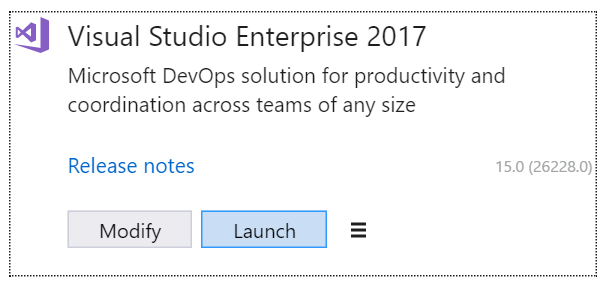 Visual Studio Enterprise 2017
Microsoft DevOps solution for productivity and
coordination across teams of any size
Release notes
15.0 (26228.0)
Modify
Launch